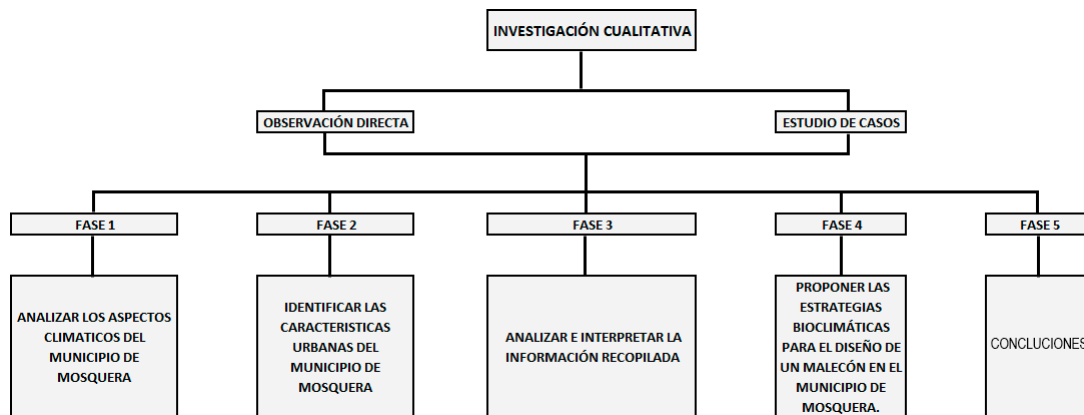 INVESTIGACIÓN CUALITATIVA
OBSERVACIÓN DIRECTA
ESTUDIO DE CASOS
FASE 1
FASE 2
FASE 3
FASE 4
FASE 5
ANALIZAR LOS ASPECTOS
CLIMATICOS DEL
MUNICIPIO DE
MOSQUERA
IDENTIFICAR LAS
CARACTERISTICAS
URBANAS DEL
MUNICIPIO DE
MOSQUERA
ANALIZAR E INTERPRETAR LA
INFORMACIÓN RECOPILADA
PROPONER LAS
ESTRATEGIAS
BIOCLIMÁTICAS
PARA EL DISEÑO DE
UN MALECÓN EN EL
MUNICIPIO DE
MOSQUERA.
CONCLUCIONES